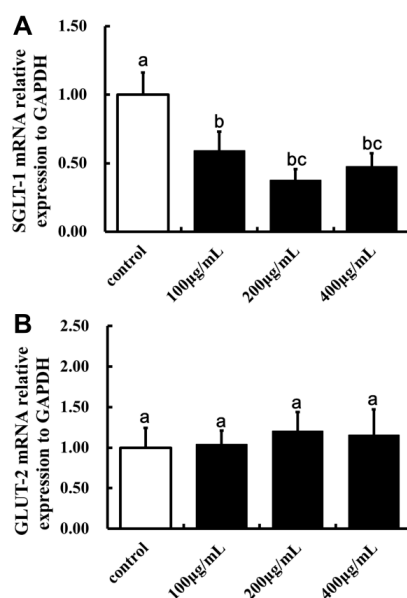 A
SGLT-1 mRNA relative
expression to GAPDH
1.50
1.00
0.50
0.00
a
b
bc
bc
control
100μg/mL
200μg/mL
400μg/mL
B
GLUT-2 mRNA relative
expression to GAPDH
2.50
2.00
1.50
1.00
0.50
0.00
a
a
a
a
control
100μg/mL
200μg/mL
400μg/mL